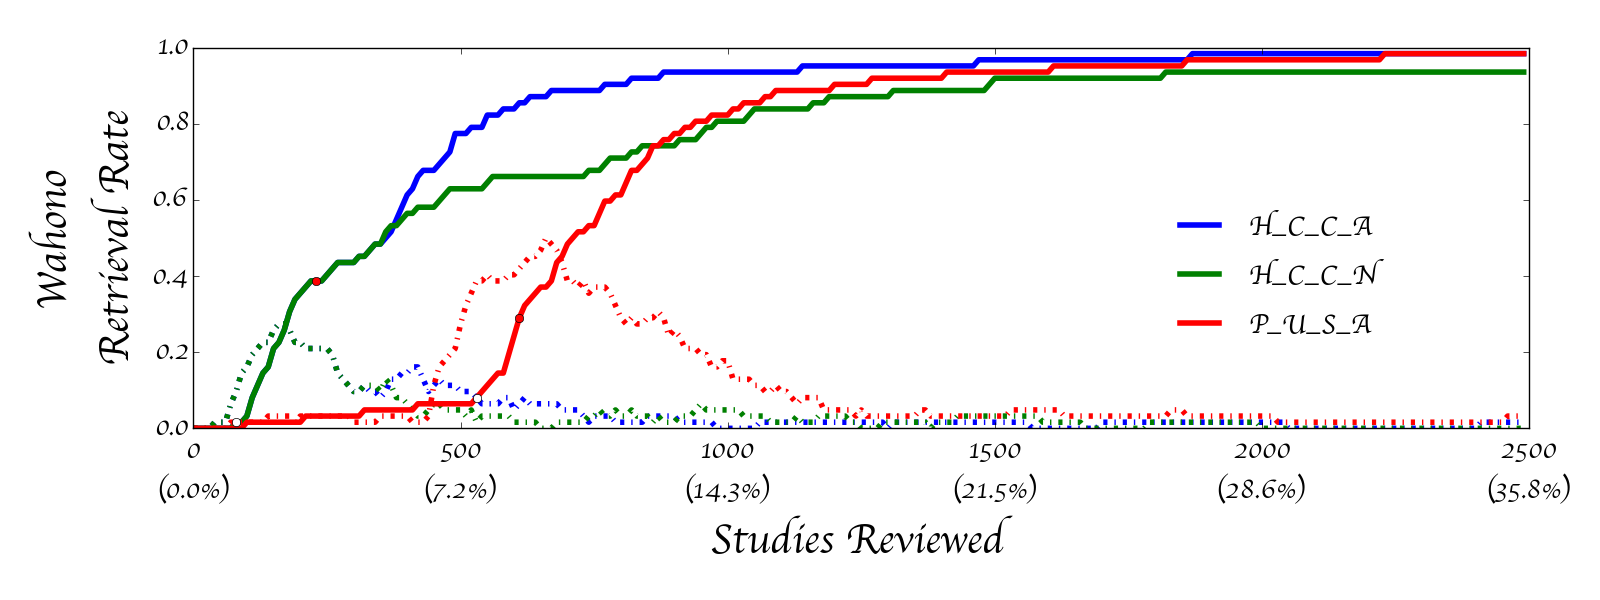 Wahono
Retrieval Rate
1.0
0.8
0.6
0.4
0.2
0.0
H_C_C_A
H_C_C_N
P_U_S_A
0 500 1000 1500 2000 2500
(0.0%) (7.2%) (14.3%) (21.5%) (28.6%) (35.8%)
Studies Reviewed